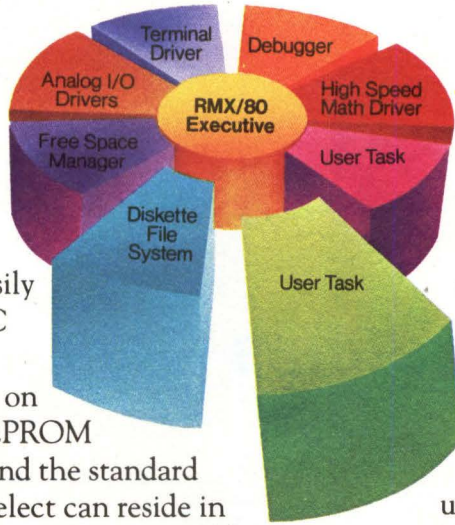 Terminal
Driver
Debugger
Analog I/O
Drivers
RMX/80
Executive
High Speed
Math Driver
Free Space
Manager
User Task
Diskette
File
System
User Task
on
EPROM
nd the standard
elect can reside in
u